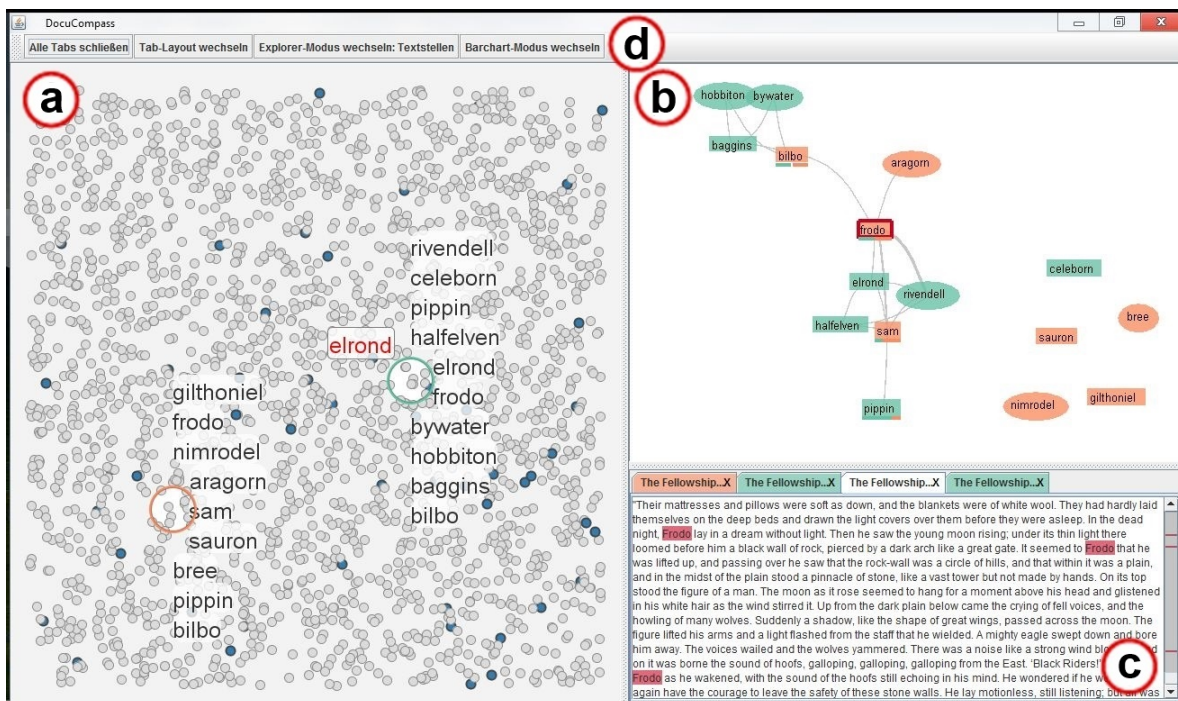 DocuCompass
Alle Tabs schließen
Tab-Layout wechseln
Explorer-Modus wechseln: Textstellen
Barchart-Modus wechseln
d
a
rivendell
celeborn
pippin
halfelven
elrond
elrond
frodo
bywater
hobbiton
baggins
bilbo
gilthoniel
frodo
nimrodel
aragorn
sam
sauron
bree
pippin
bilbo
b
hobbiton
bywater
baggins
bilbo
aragorn
frodo
celeborn
elrond
rivendell
bree
halfelven
sam
sauron
gilthoniel
nimrodel
pippin
The Fellowship...X
The Fellowship...X
The Fellowship...X
The Fellowship...X
"Their mattresses and pillows were soft as down, and the blankets were of white wool. They had hardly laid
themselves on the deep beds and drawn the light covers over them before they were asleep. In the dead
night, Frodo lay in a dream without light. Then he saw the young moon rising; under its thin light there
loomed before him a black wall of rock, pierced by a dark arch like a great gate. It seemed to Frodo that he
was lifted up, and passing over he saw that the rock-wall was a circle of hills, and that within it was a plain,
and in the midst of the plain stood a pinnacle of stone, like a vast tower but not made by hands. On its top
stood the figure of a man. The moon as it rose seemed to hang for a moment above his head and glistened
in his white hair as the wind stirred it. Up from the dark plain below came the crying of fell voices, and the
howling of many wolves. Suddenly a shadow, like the shape of great wings, passed across the moon. The
figure lifted his arms and a light flashed from the staff that he wielded. A mighty eagle swept down and bore
him away. The voices wailed and the wolves yammered. There was a noise like a strong wind
on it was borne the sound of hoofs, galloping, galloping, galloping from the East. 'Black Riders!'
Frodo as he wakened, with the sound of the hoofs still echoing in his mind. He wondered if he
again have the courage to leave the safety of these stone walls. He lay motionless, still listening; but was
c